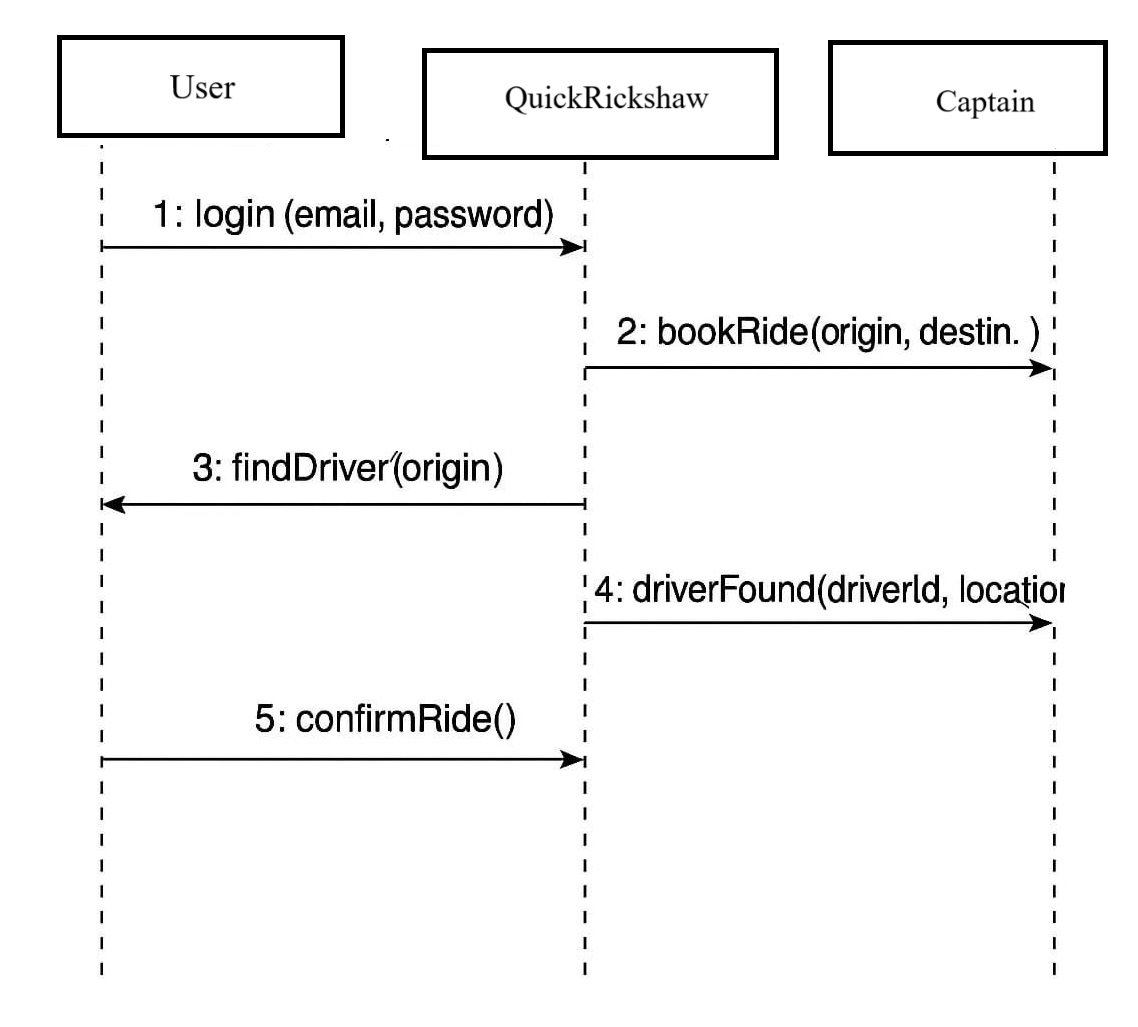 User
QuickRickshaw
Captain
1: login (email, password)
2: bookRide(origin, destin. )
3: findDriver(origin)
4: driverFound(driverId, location
5: confirmRide()